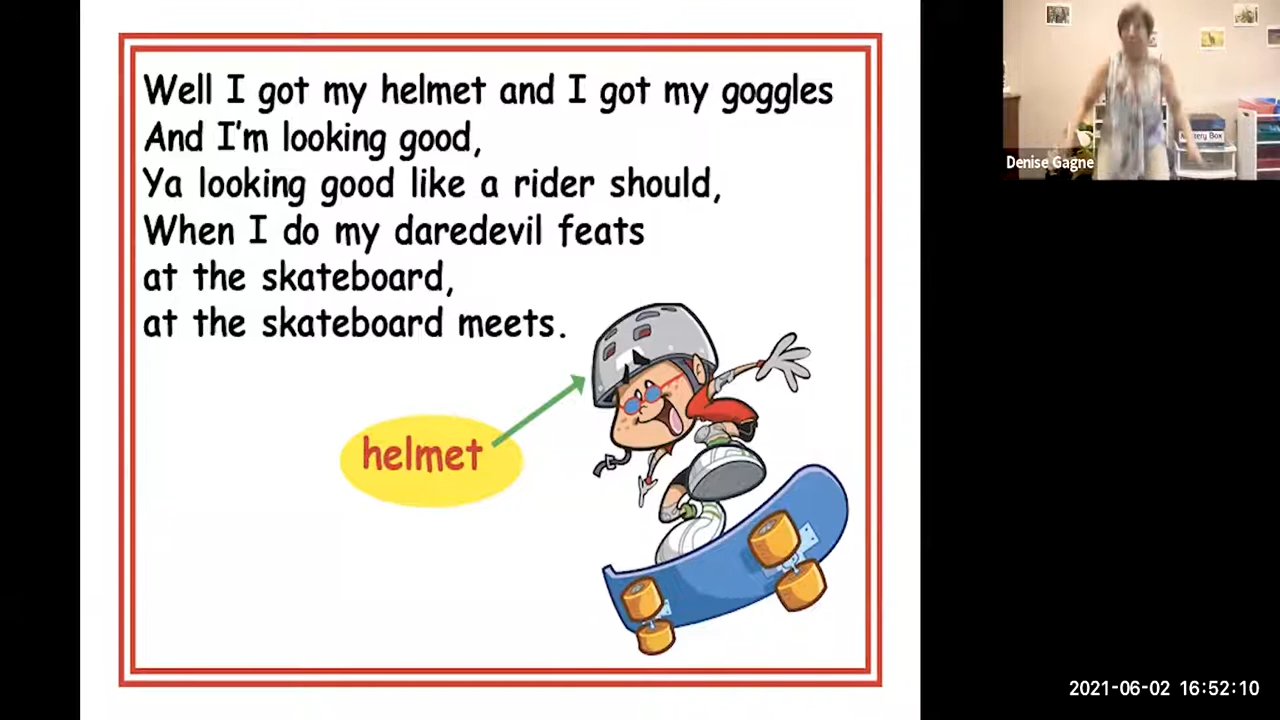 Well I got my helmet and I got my goggles
And I'm looking good,
Ya looking good like a rider should,
When I do my daredevil feats
at the skateboard,
at the skateboard meets.
helmet
Denise Gagne
Mystery Box
2021-06-02 16:52:10